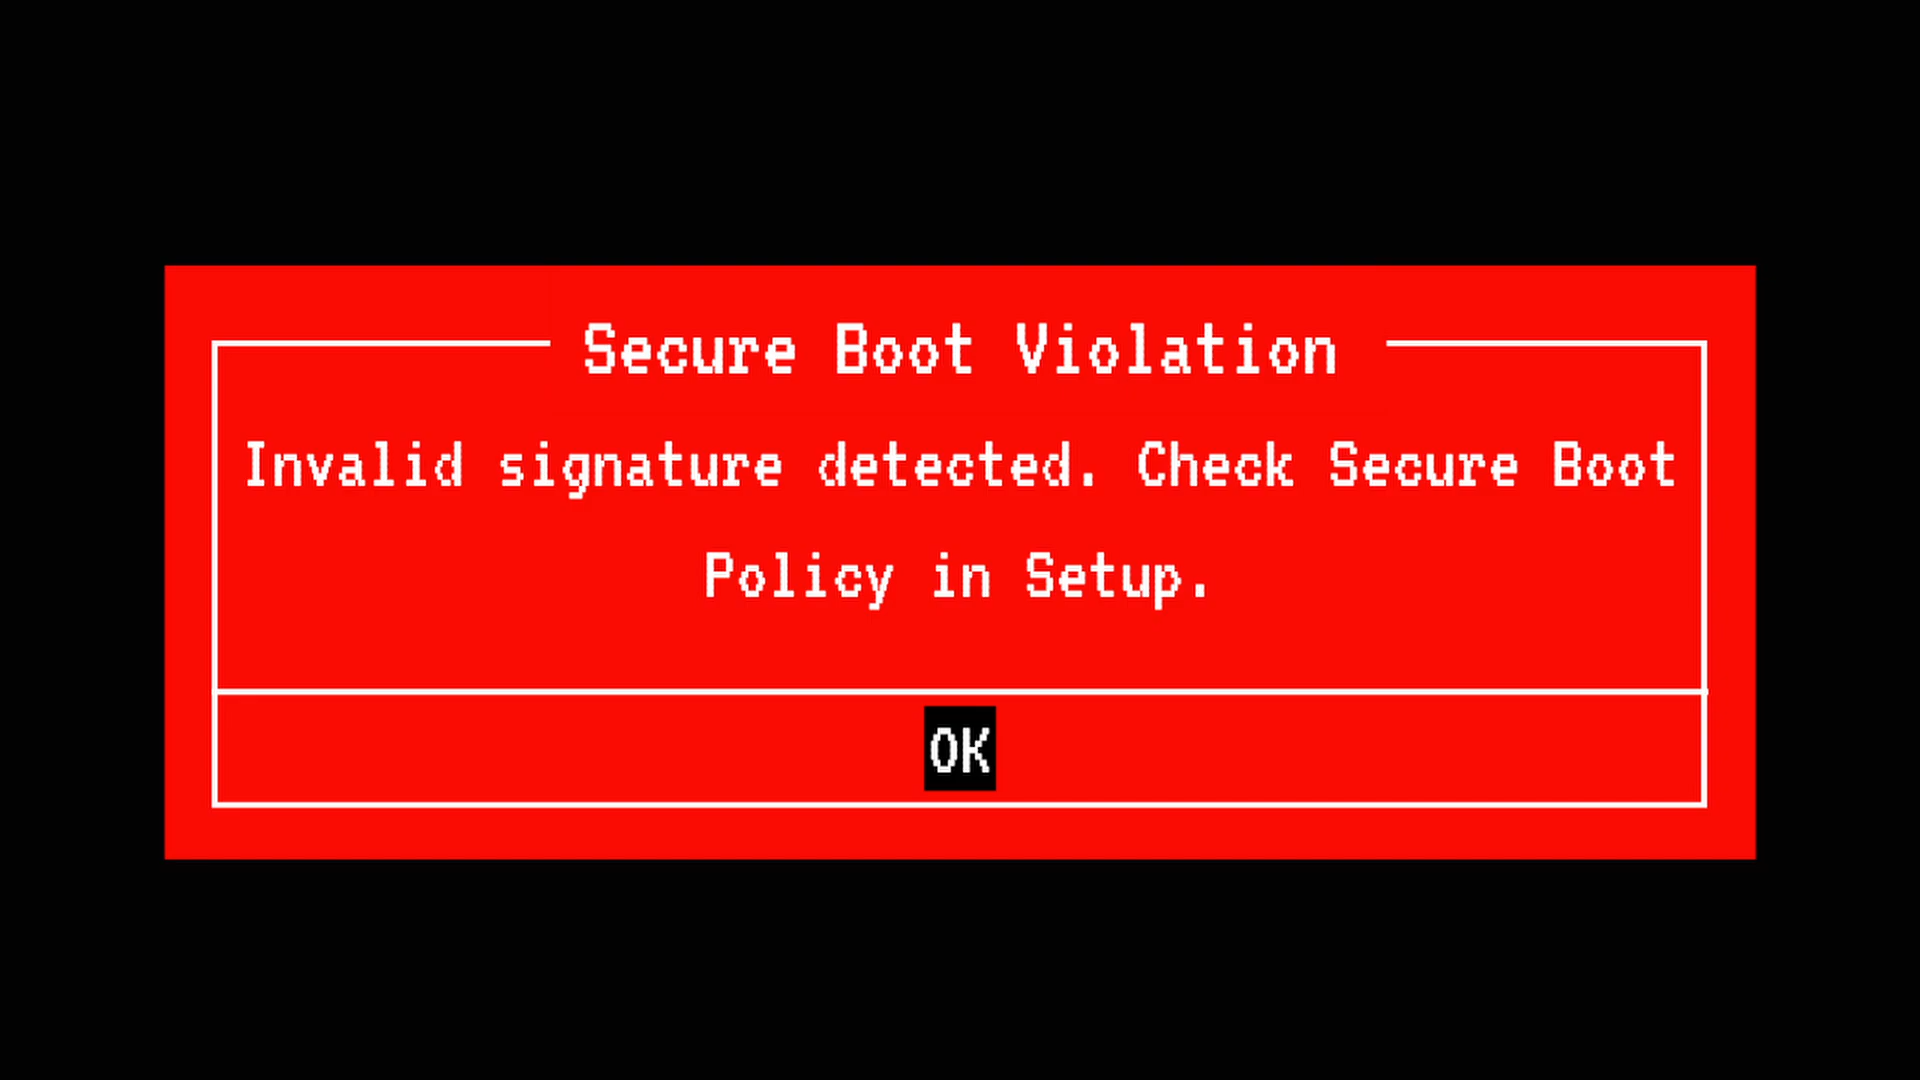 Secure Boot Violation
Invalid signature detected. Check Secure Boot
Policy in Setup.
OK